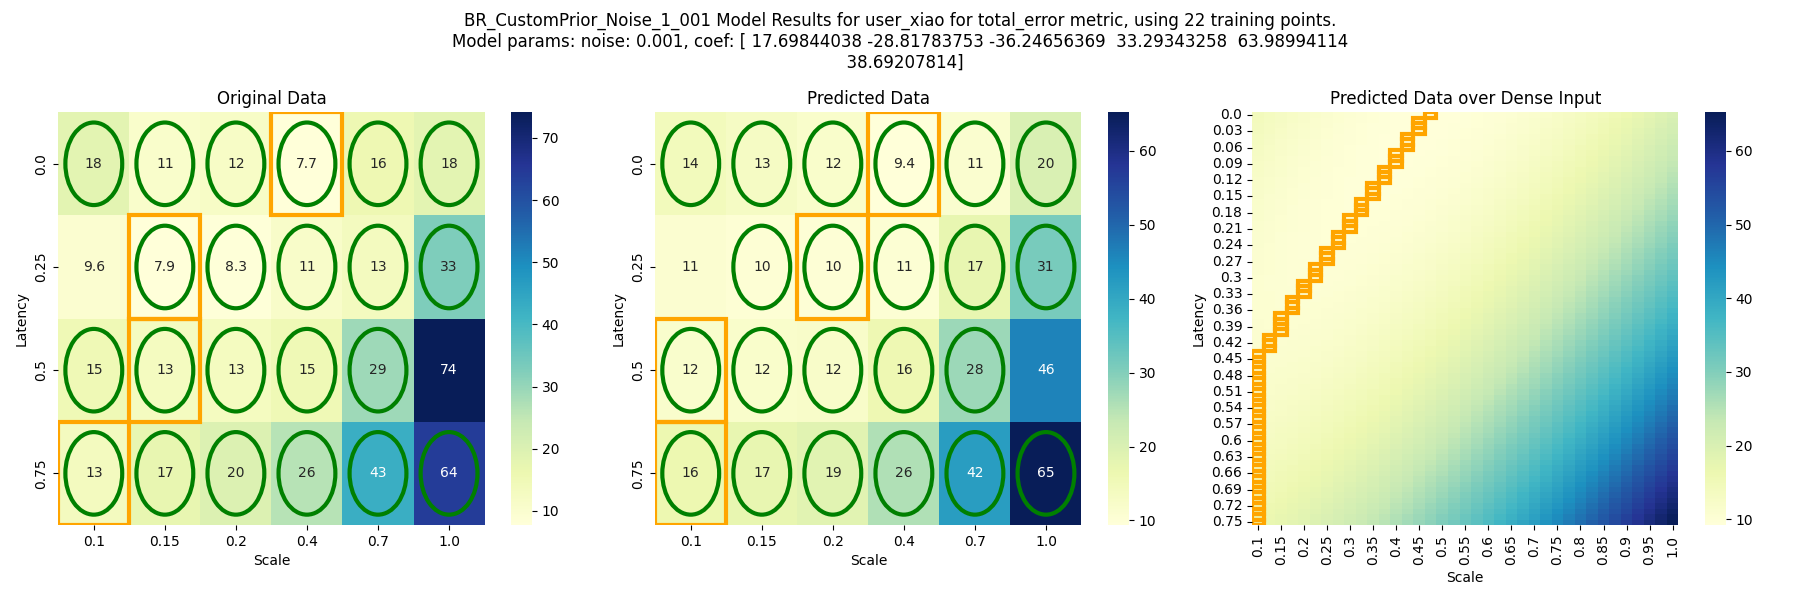 BR_CustomPrior_Noise_1_001 Model Results for user_xiao for total_error metric, using 22 training points.
Model params: noise: 0.001, coef: [ 17.69844038 -28.81783753 -36.24656369  33.29343258  63.98994114
38.69207814]
Original Data
Latency
0.0 18 11 12 7.7 16 18
0.25 9.6 7.9 8.3 11 13 33
0.5 15 13 13 15 29 74
0.75 13 17 20 26 43 64
0.1 0.15 0.2 0.4 0.7 1.0
Scale
70
60
50
40
30
20
10
Predicted Data
Latency
0.0 14 13 12 9.4 11 20
0.25 11 10 10 11 17 31
0.5 12 12 12 16 28 46
0.75 16 17 19 26 42 65
0.1 0.15 0.2 0.4 0.7 1.0
Scale
60
50
40
30
20
10
Predicted Data over Dense Input
Latency
0.0
0.03
0.06
0.09
0.12
0.15
0.18
0.21
0.24
0.27
0.3
0.33
0.36
0.39
0.42
0.45
0.48
0.51
0.54
0.57
0.6
0.63
0.66
0.69
0.72
0.75
0.1 0.15 0.2 0.25 0.3 0.35 0.4 0.45 0.5 0.55 0.6 0.65 0.7 0.75 0.8 0.85 0.9 0.95 1.0
Scale
60
50
40
30
20
10